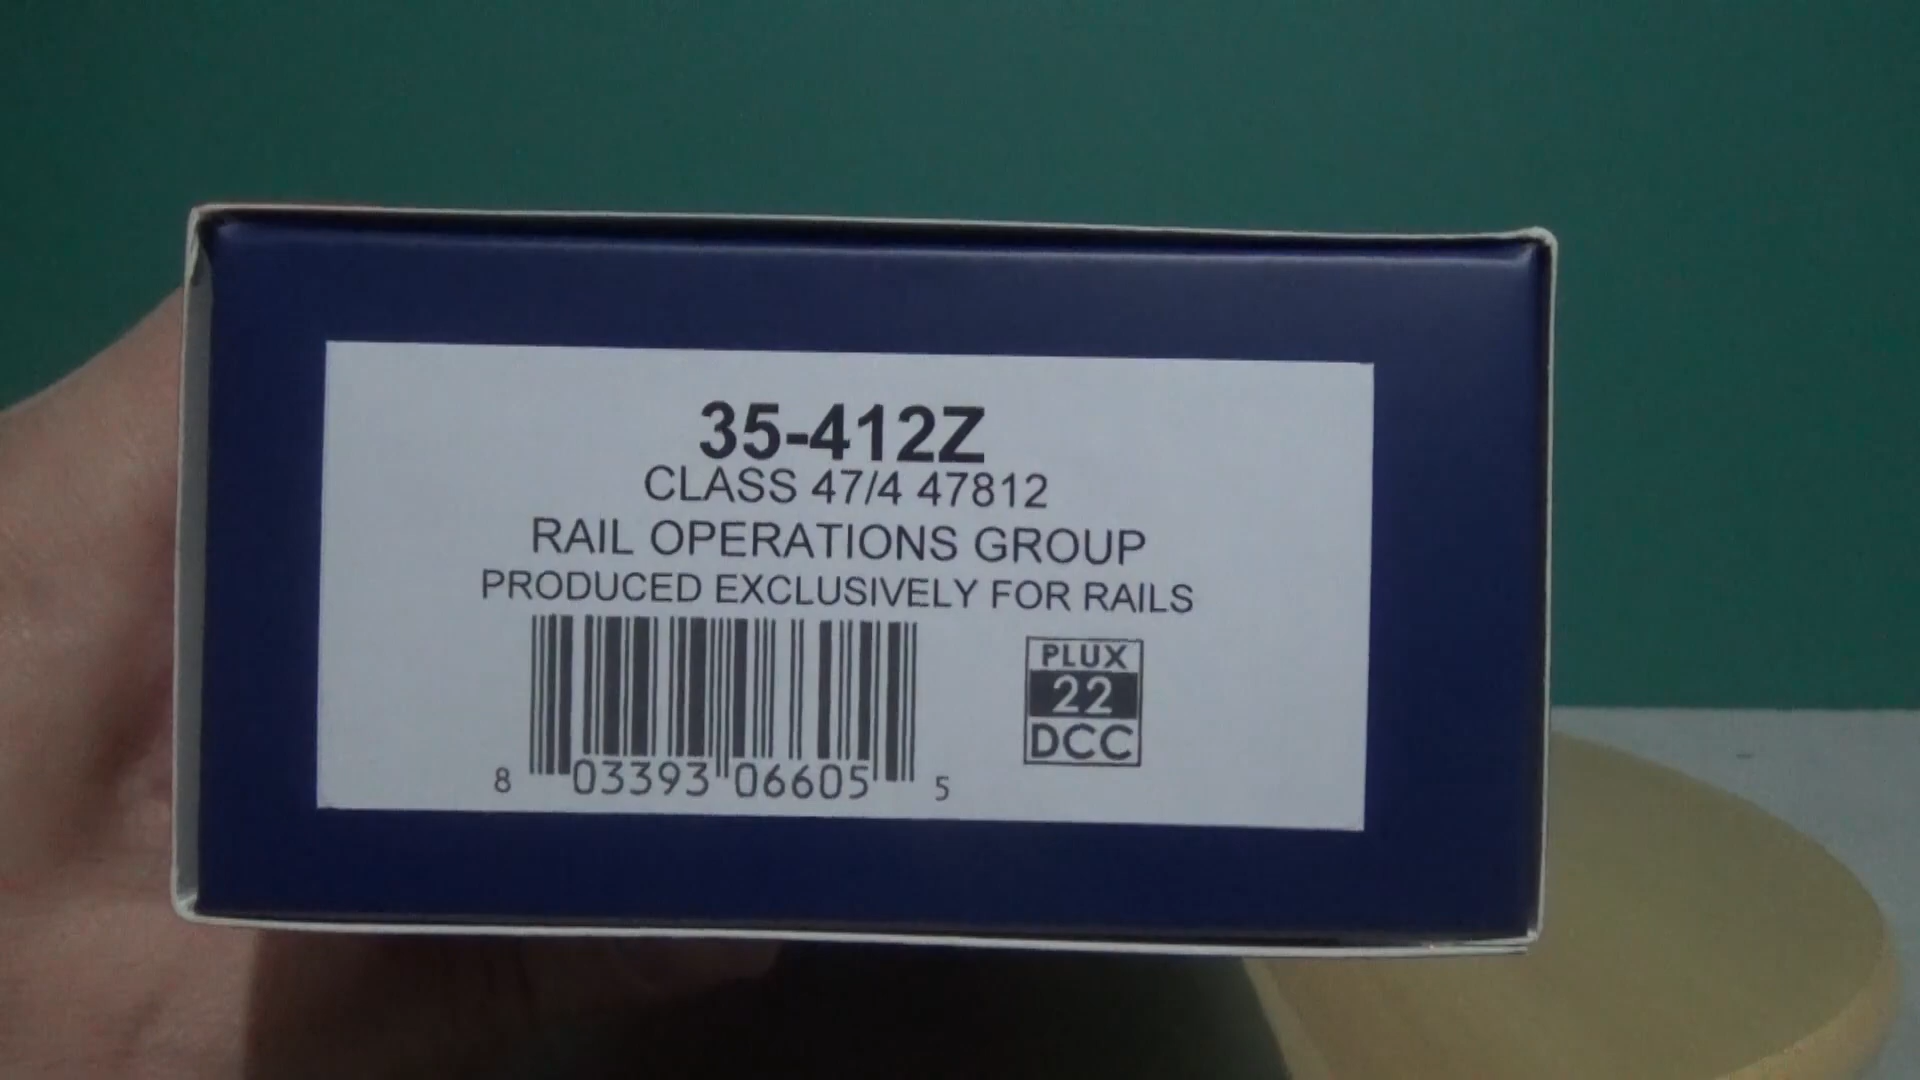 35-412Z
CLASS 47/4 47812
RAIL OPERATIONS GROUP
PRODUCED EXCLUSIVELY FOR RAILS
PLUX
22
DCC
8 03393 06605 5